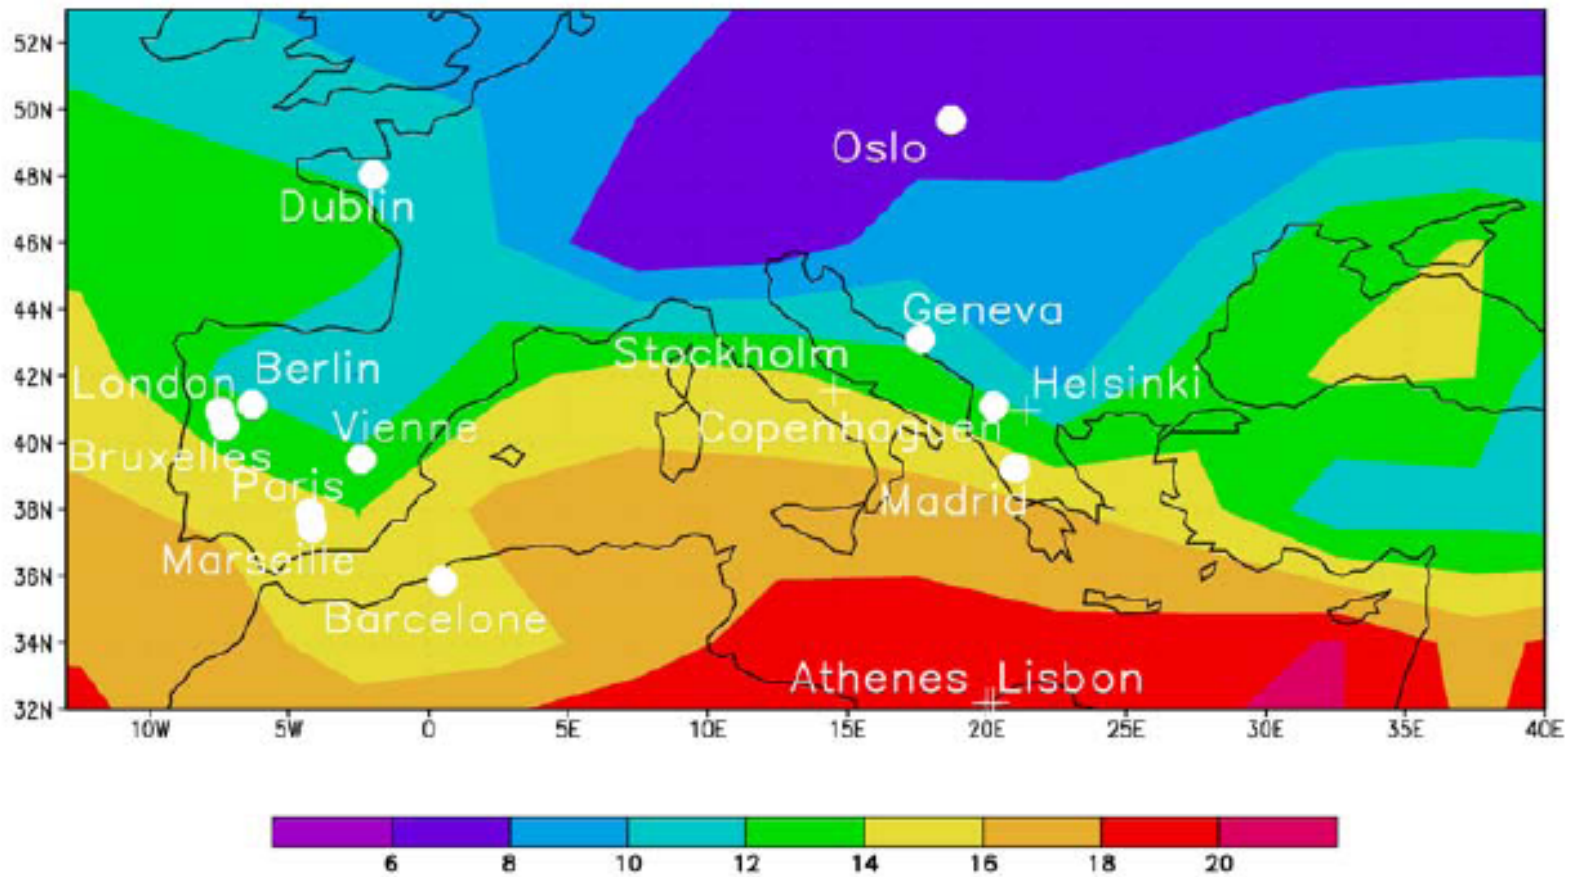 52N
50N
Oslo
48N
Dublin
46N
44N
Geneva
Stockholm
42N
London
Berlin
Helsinki
40N
Vienne
Copenhaguen
Bruxelles
Paris
38N
Madrid
Marseille
36N
Barcelone
34N
Athenes
Lisbon
32N
10W 5W 0 5E 10E 15E 20E 25E 30E 35E 40E
6 8 10 12 14 16 18 20